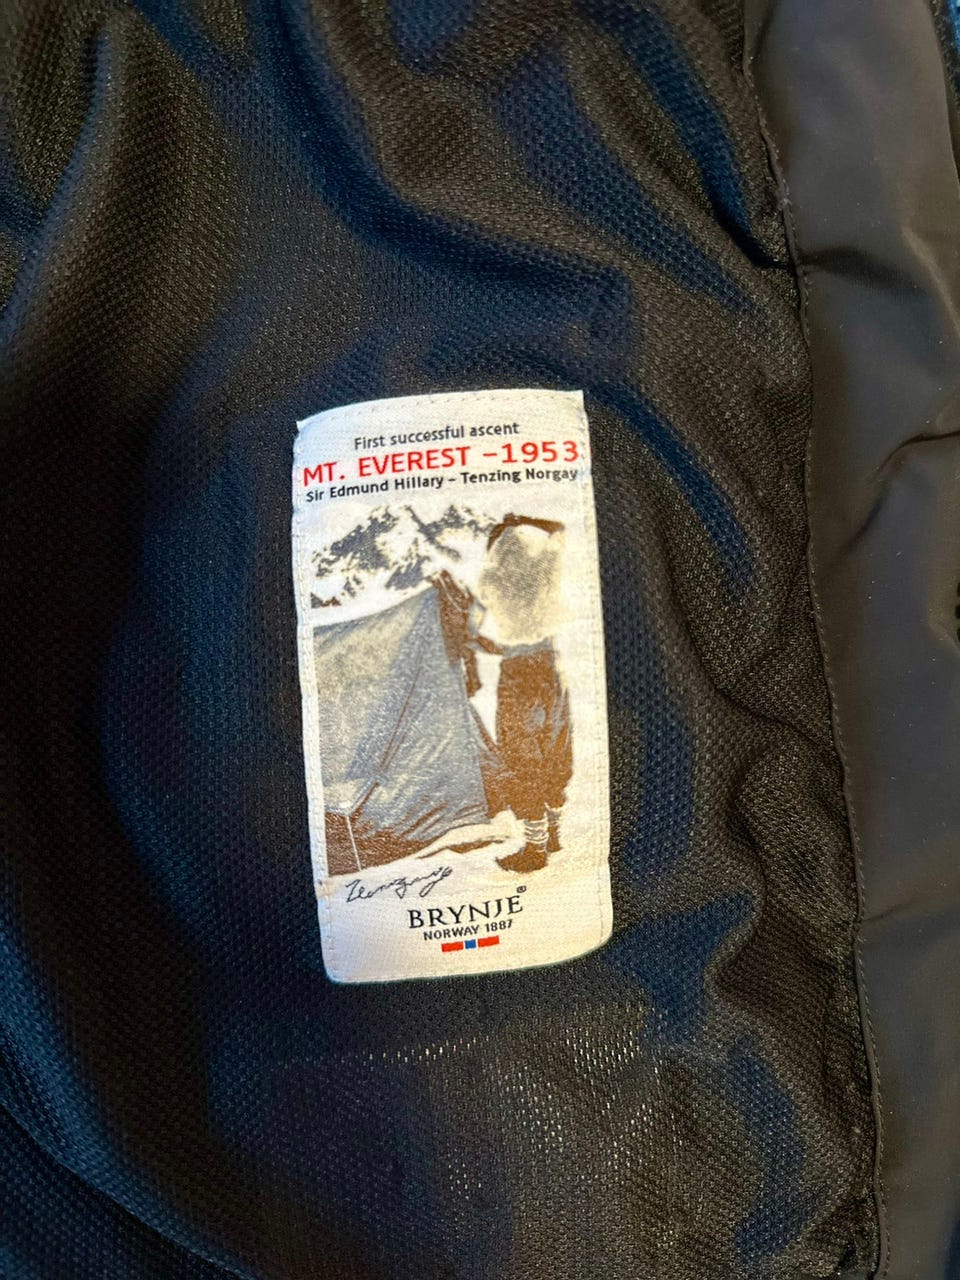 First successful ascent
MT. EVEREST -1953
Sir Edmund Hillary - Tenzing Norgay
BRYNJE®
NORWAY 1887